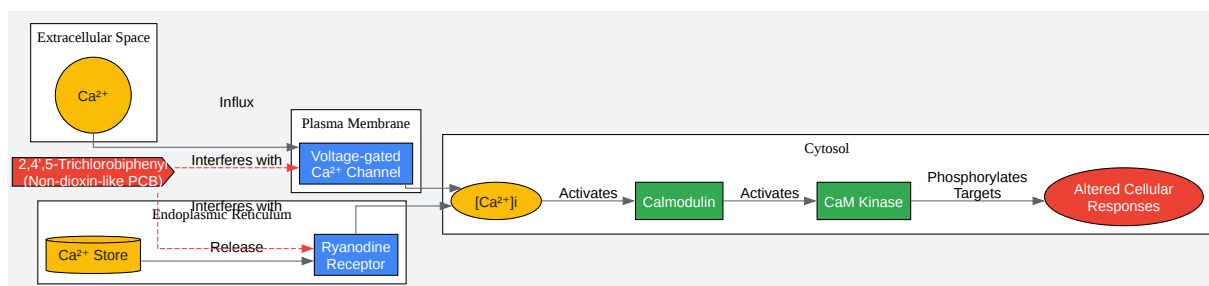 Extracellular Space
Ca²⁺
Influx
Plasma Membrane
Voltage-gated
Ca²⁺ Channel
2,4',5-Trichlorobiphenyl
(Non-dioxin-like PCB)
Interferes with
Interferes with
Endoplasmic Reticulum
Ca²⁺ Store
Release
Ryanodine
Receptor
Cytosol
[Ca²⁺]i
Activates
Calmodulin
Activates
CaM Kinase
Phosphorylates
Targets
Altered Cellular
Responses